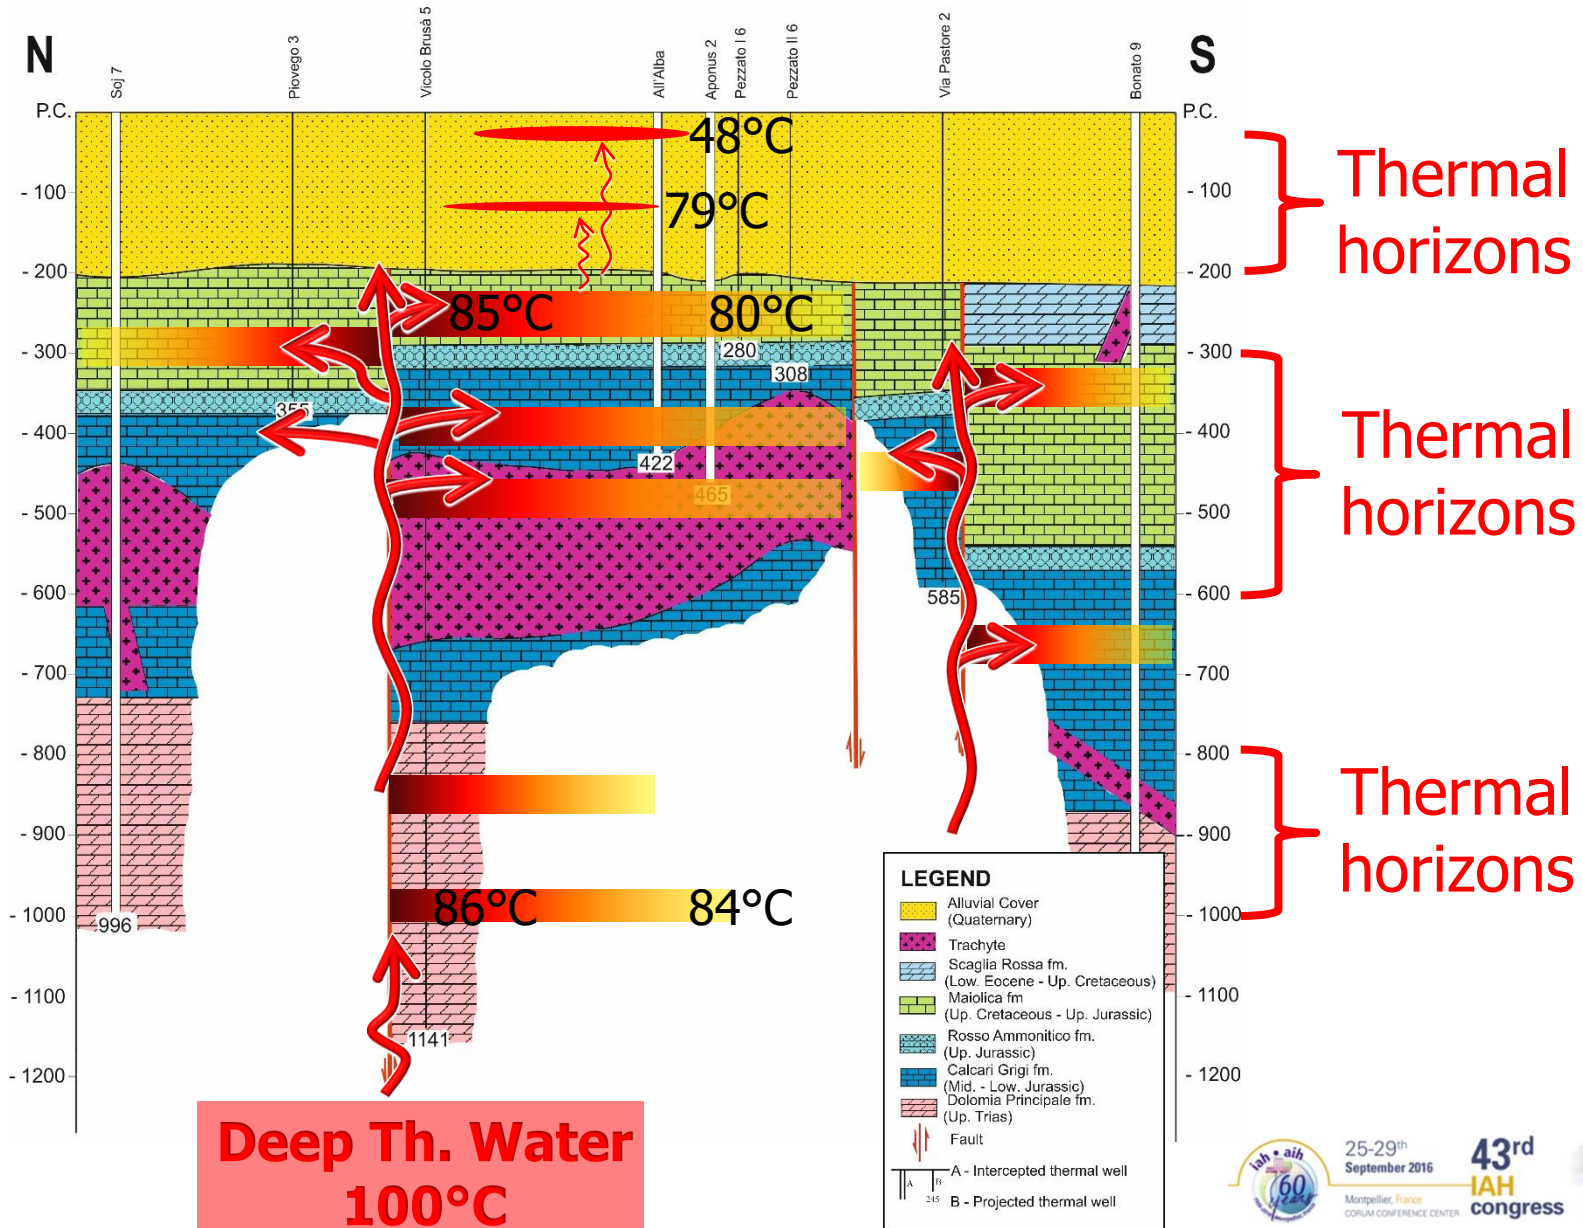 N
S
Soj 7
Piovego 3
Vicolo Brusà 5
All'Alba
Aponus 2
Pezzato I 6
Pezzato II 6
Via Pastore 2
Bonato 9
P.C.
P.C.
48°C
- 100
- 100
79°C
- 200
- 200
85°C
80°C
- 300
- 300
280
308
355
- 400
- 400
422
465
- 500
- 500
- 600
585
- 600
- 700
- 700
- 800
- 800
- 900
- 900
86°C
84°C
- 1000
- 1000
996
- 1100
- 1100
1141
- 1200
- 1200
Thermal
horizons
Thermal
horizons
Thermal
horizons
Deep Th. Water
100°C
LEGEND
Alluvial Cover
(Quaternary)
Trachyte
Scaglia Rossa fm.
(Low. Eocene - Up. Cretaceous)
Maiolica fm
(Up. Cretaceous - Up. Jurassic)
Rosso Ammonitico fm.
(Up. Jurassic)
Calcari Grigi fm.
(Mid. - Low. Jurassic)
Dolomia Principale fm.
(Up. Trias)
Fault
A
B
245
A - Intercepted thermal well
B - Projected thermal well
iah • aih
60
Years
25-29th
September 2016
Montpellier, France
CORUM CONFERENCE CENTER
43rd
IAH
congress